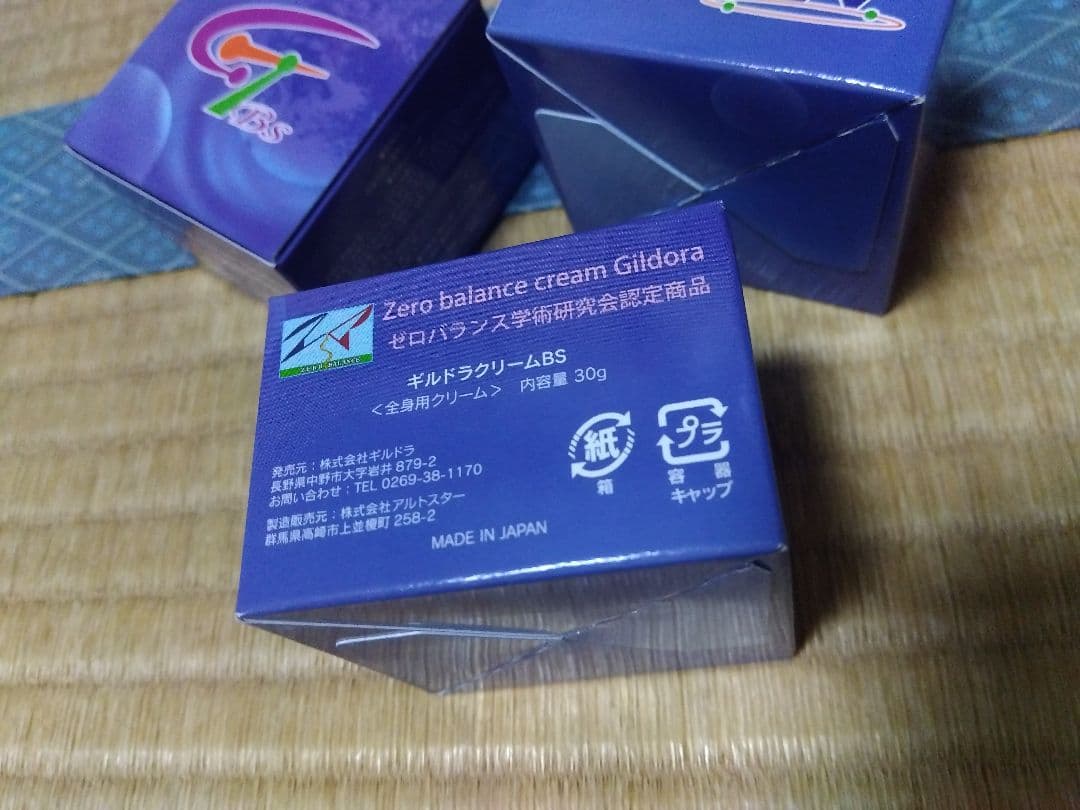 BS
Zero balance cream Gildora
ゼロバランス学術研究会認定商品
ZERO BALANCE
ギルドラクリームBS
＜全身用クリーム＞ 内容量 30g
発売元：株式会社ギルドラ
長野県中野市大字岩井 879-2
お問い合わせ：TEL 0269-38-1170
製造販売元：株式会社アルトスター
群馬県高崎市上並榎町 258-2
MADE IN JAPAN
紙
箱
プラ
容器
キャップ